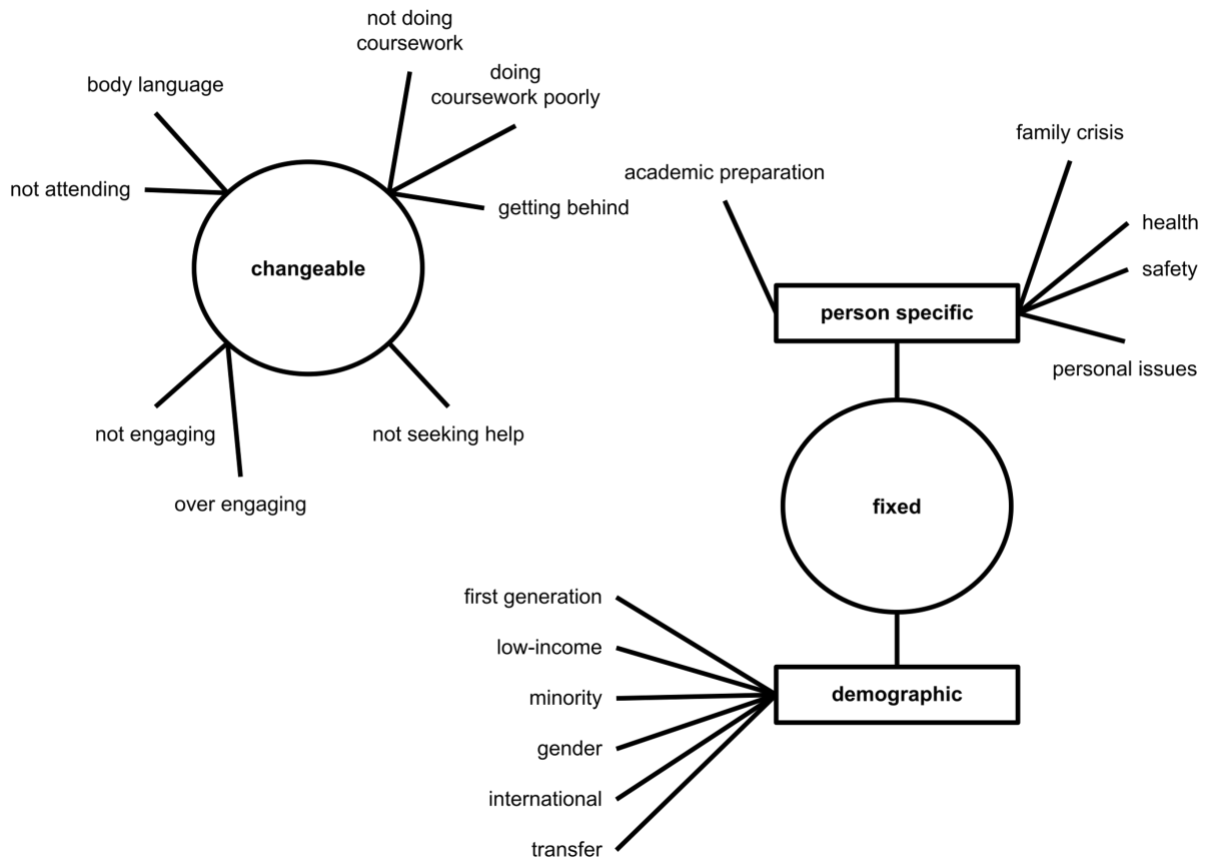 not doing
coursework
doing
coursework poorly
body language
not attending
getting behind
changeable
not engaging
not seeking help
over engaging
family crisis
academic preparation
health
safety
person specific
personal issues
fixed
first generation
low-income
minority
demographic
gender
international
transfer